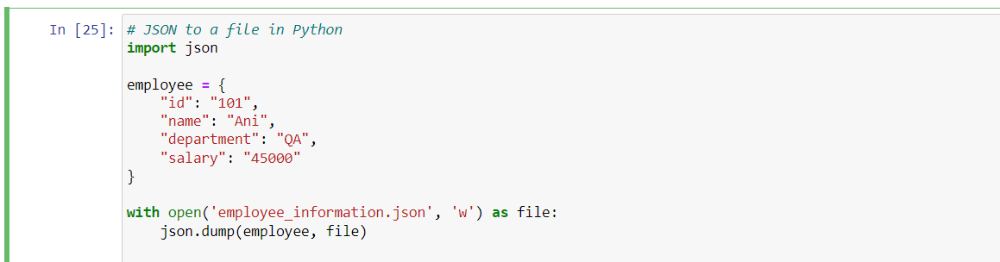 In [25]: # JSON to a file in Python
import json
employee = {
    "id": "101",
    "name": "Ani",
    "department": "QA",
    "salary": "45000"
}
with open('employee_information.json', 'w') as file:
    json.dump(employee, file)